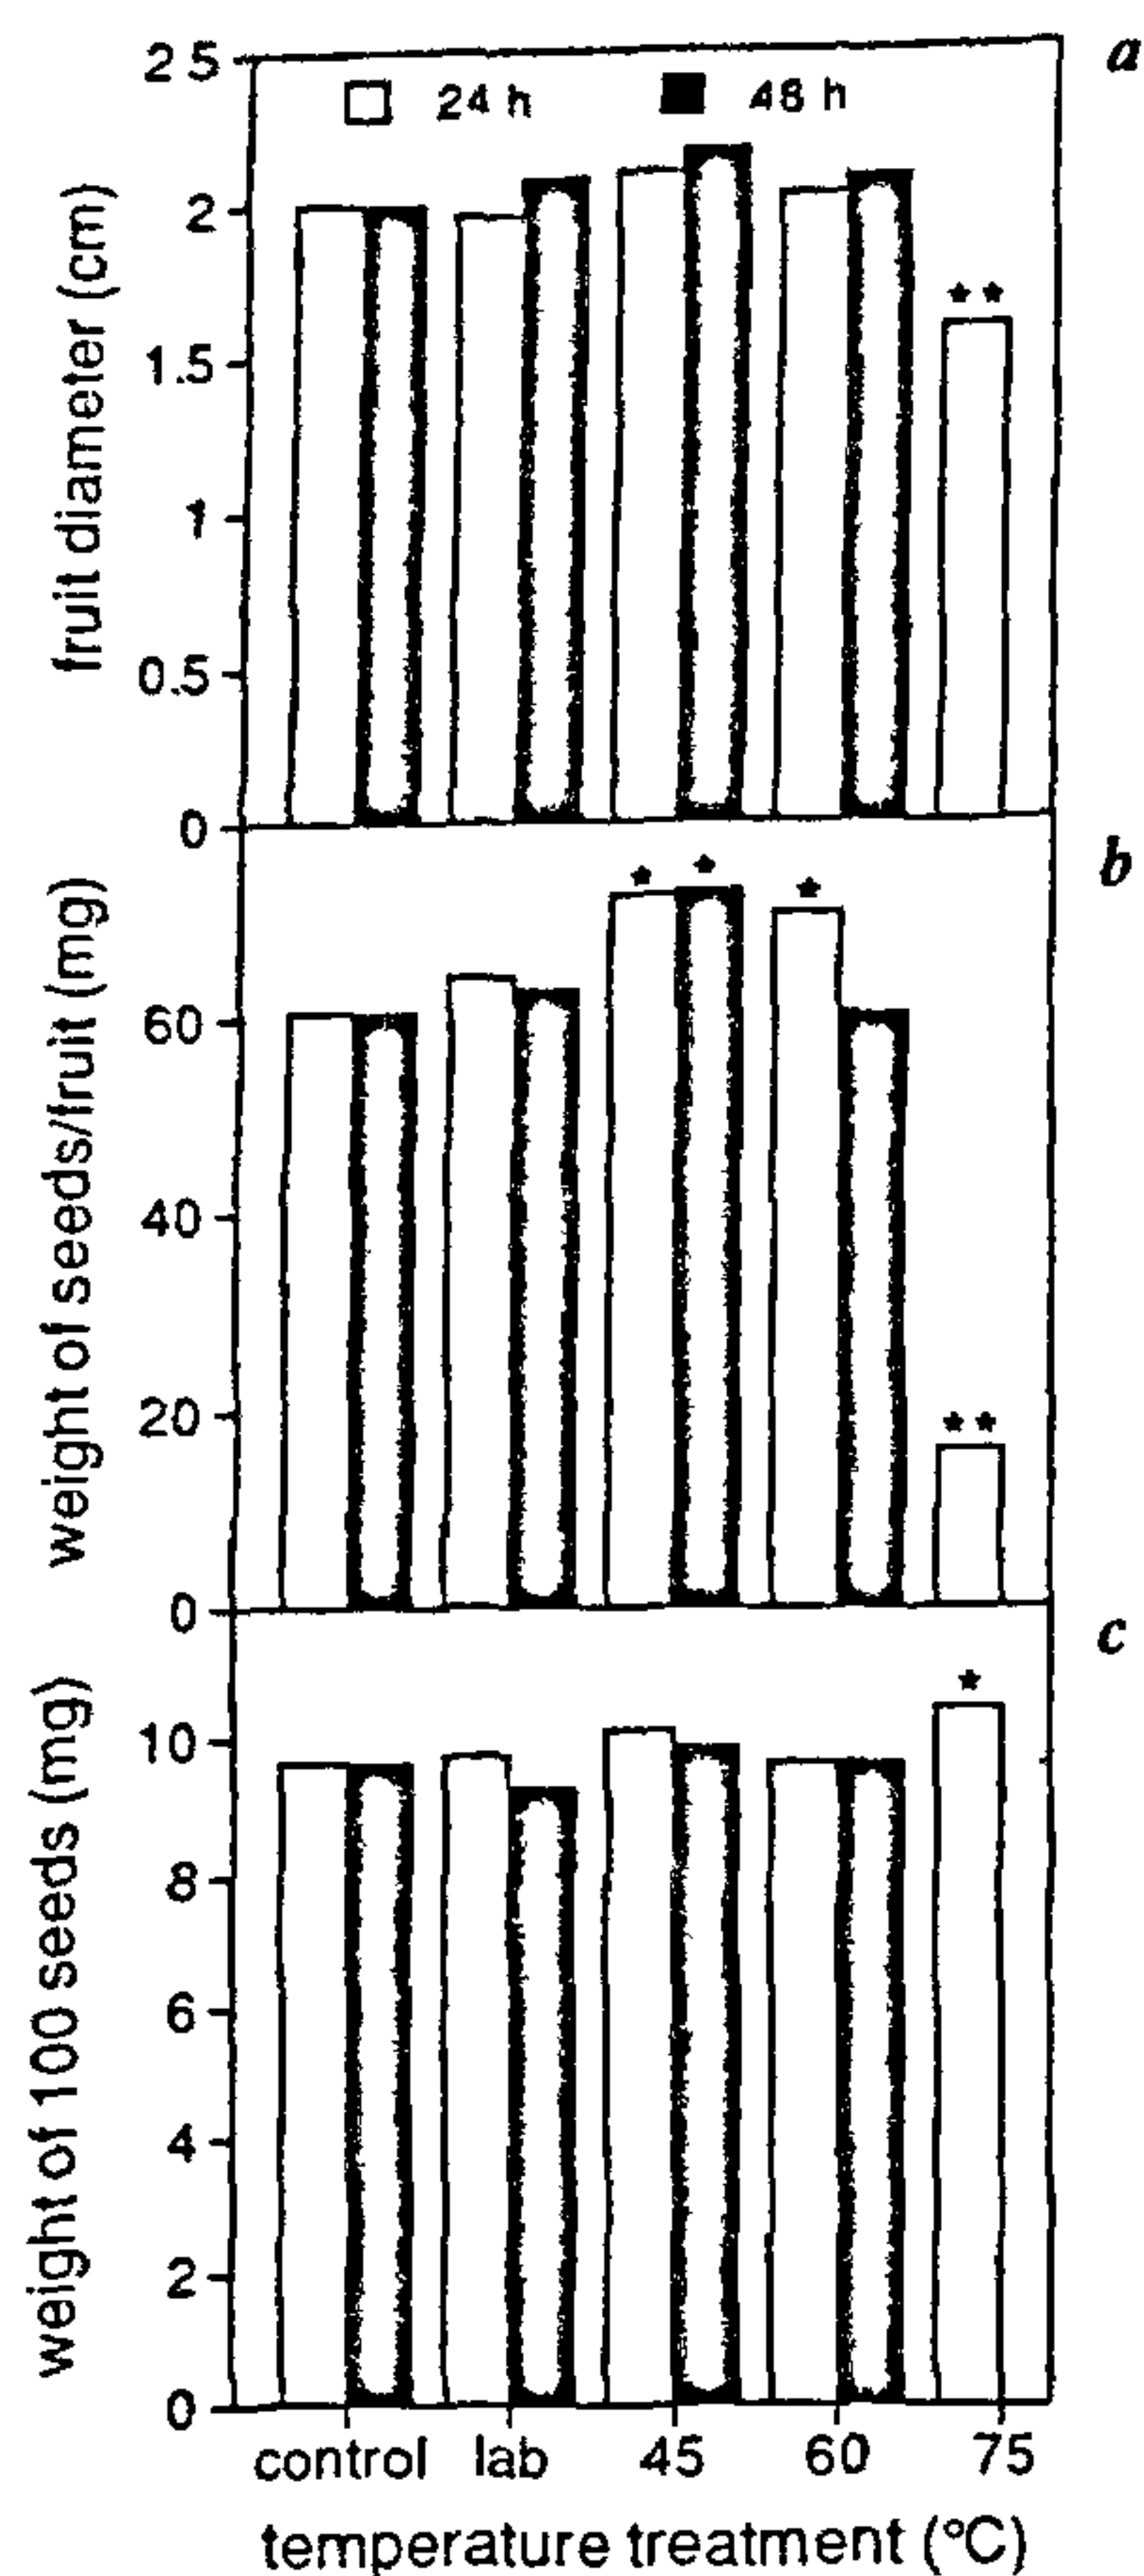 a
2 5
24 h
48 h
2
1.5
1
0.5
0
fruit diameter (cm)
★ ★
b
60
40
20
0
weight of seeds/fruit (mg)
★
★
★
★ ★
c
10
8
6
4
2
0
weight of 100 seeds (mg)
★
control lab 45 60 75
temperature treatment (°C)